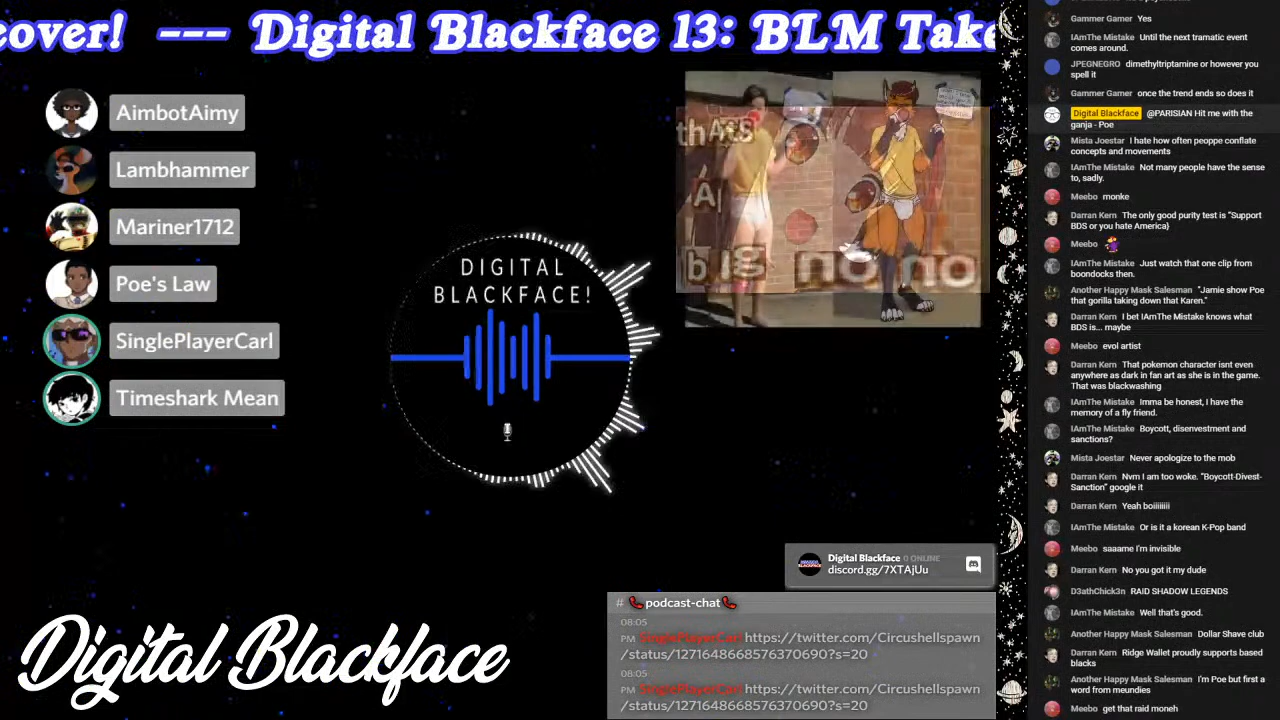 eover! --- Digital Blackface 13: BLM Take
AimbotAimy
Lambhammer
Mariner1712
Poe's Law
SinglePlayerCarl
Timeshark Mean
DIGITAL
BLACKFACE!
thAts
A
big no no
Digital Blackface 0 ONLINE
discord.gg/7XTAjUu
# podcast-chat
08:05
PM SinglePlayerCarl https://twitter.com/Circushellspawn
/status/1271648668576370690?s=20
08:05
PM SinglePlayerCarl https://twitter.com/Circushellspawn
/status/1271648668576370690?s=20
Digital Blackface
Gammer Gamer Yes
IAmThe Mistake Until the next tramatic event
comes around.
JPEGNEGRO dimethyltriptamine or however you
spell it
Gammer Gamer once the trend ends so does it
Digital Blackface @PARISIAN Hit me with the
ganja - Poe
Mista Joestar I hate how often peoppe conflate
concepts and movements
IAmThe Mistake Not many people have the sense
to, sadly.
Meebo monke
Darran Kern The only good purity test is "Support
BDS or you hate America}
Meebo
IAmThe Mistake Just watch that one clip from
boondocks then.
Another Happy Mask Salesman "Jamie show Poe
that gorilla taking down that Karen."
Darran Kern I bet IAmThe Mistake knows what
BDS is... maybe
Meebo evol artist
Darran Kern That pokemon character isnt even
anywhere as dark in fan art as she is in the game.
That was blackwashing
IAmThe Mistake Imma be honest, I have the
memory of a fly friend.
IAmThe Mistake Boycott, disenvestment and
sanctions?
Mista Joestar Never apologize to the mob
Darran Kern Nvm I am too woke. "Boycott-Divest-
Sanction" google it
Darran Kern Yeah boiiiiiiii
IAmThe Mistake Or is it a korean K-Pop band
Meebo saaame I'm invisible
Darran Kern No you got it my dude
D3athChick3n RAID SHADOW LEGENDS
IAmThe Mistake Well that's good.
Another Happy Mask Salesman Dollar Shave club
Darran Kern Ridge Wallet proudly supports based
blacks
Another Happy Mask Salesman I'm Poe but first a
word from meundies
Meebo get that raid moneh